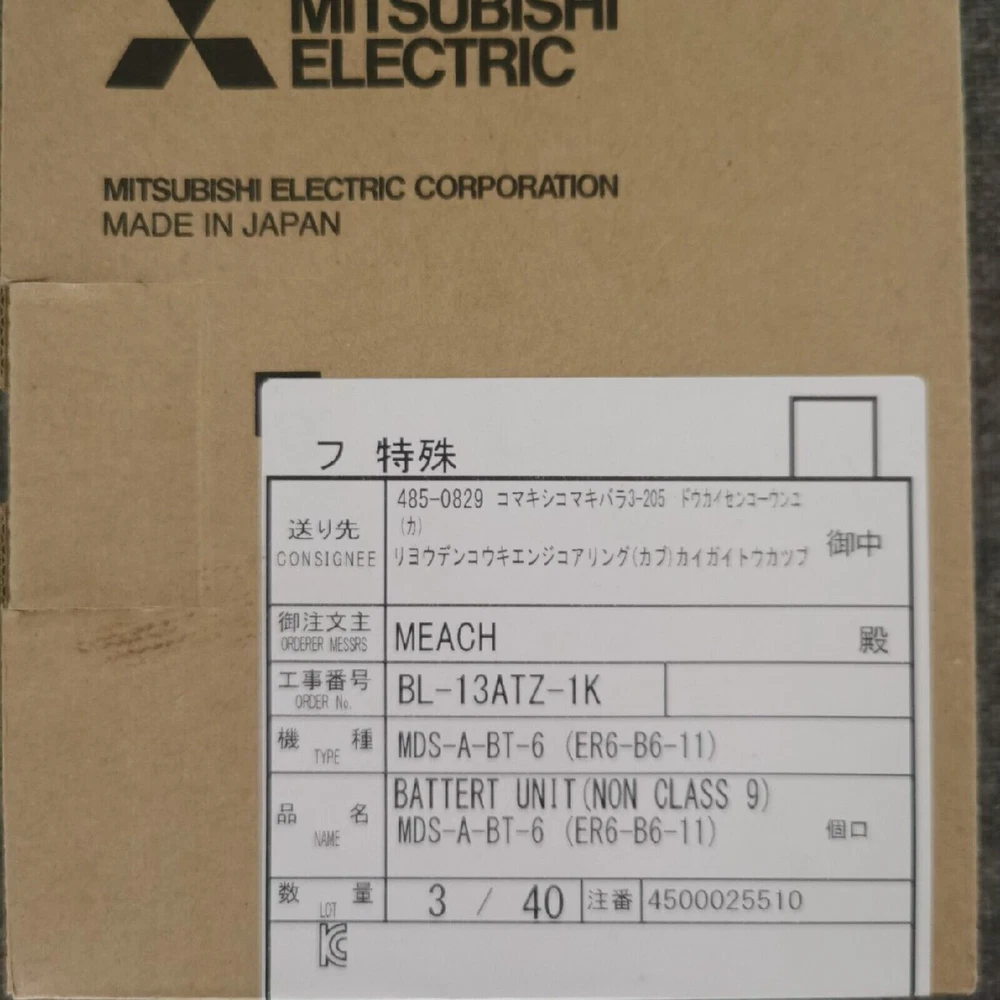 MITSUBISHI
ELECTRIC
MITSUBISHI ELECTRIC CORPORATION
MADE IN JAPAN
フ 特殊
送り先
CONSIGNEE
485-0829 コマキシコマキバラ3-205 ドウカイセンコーウンユ
(カ)
リヨウデンコウキエンジニアリング(カブ)カイガイトウカツブ
御中
御注文主
ORDERER MESSRS
MEACH
殿
工事番号
ORDER No.
BL-13ATZ-1K
機 種
TYPE
MDS-A-BT-6 (ER6-B6-11)
品 名
NAME
BATTERT UNIT(NON CLASS 9)
MDS-A-BT-6 (ER6-B6-11)
個口
数 量
LOT
3 / 40
注番
4500025510